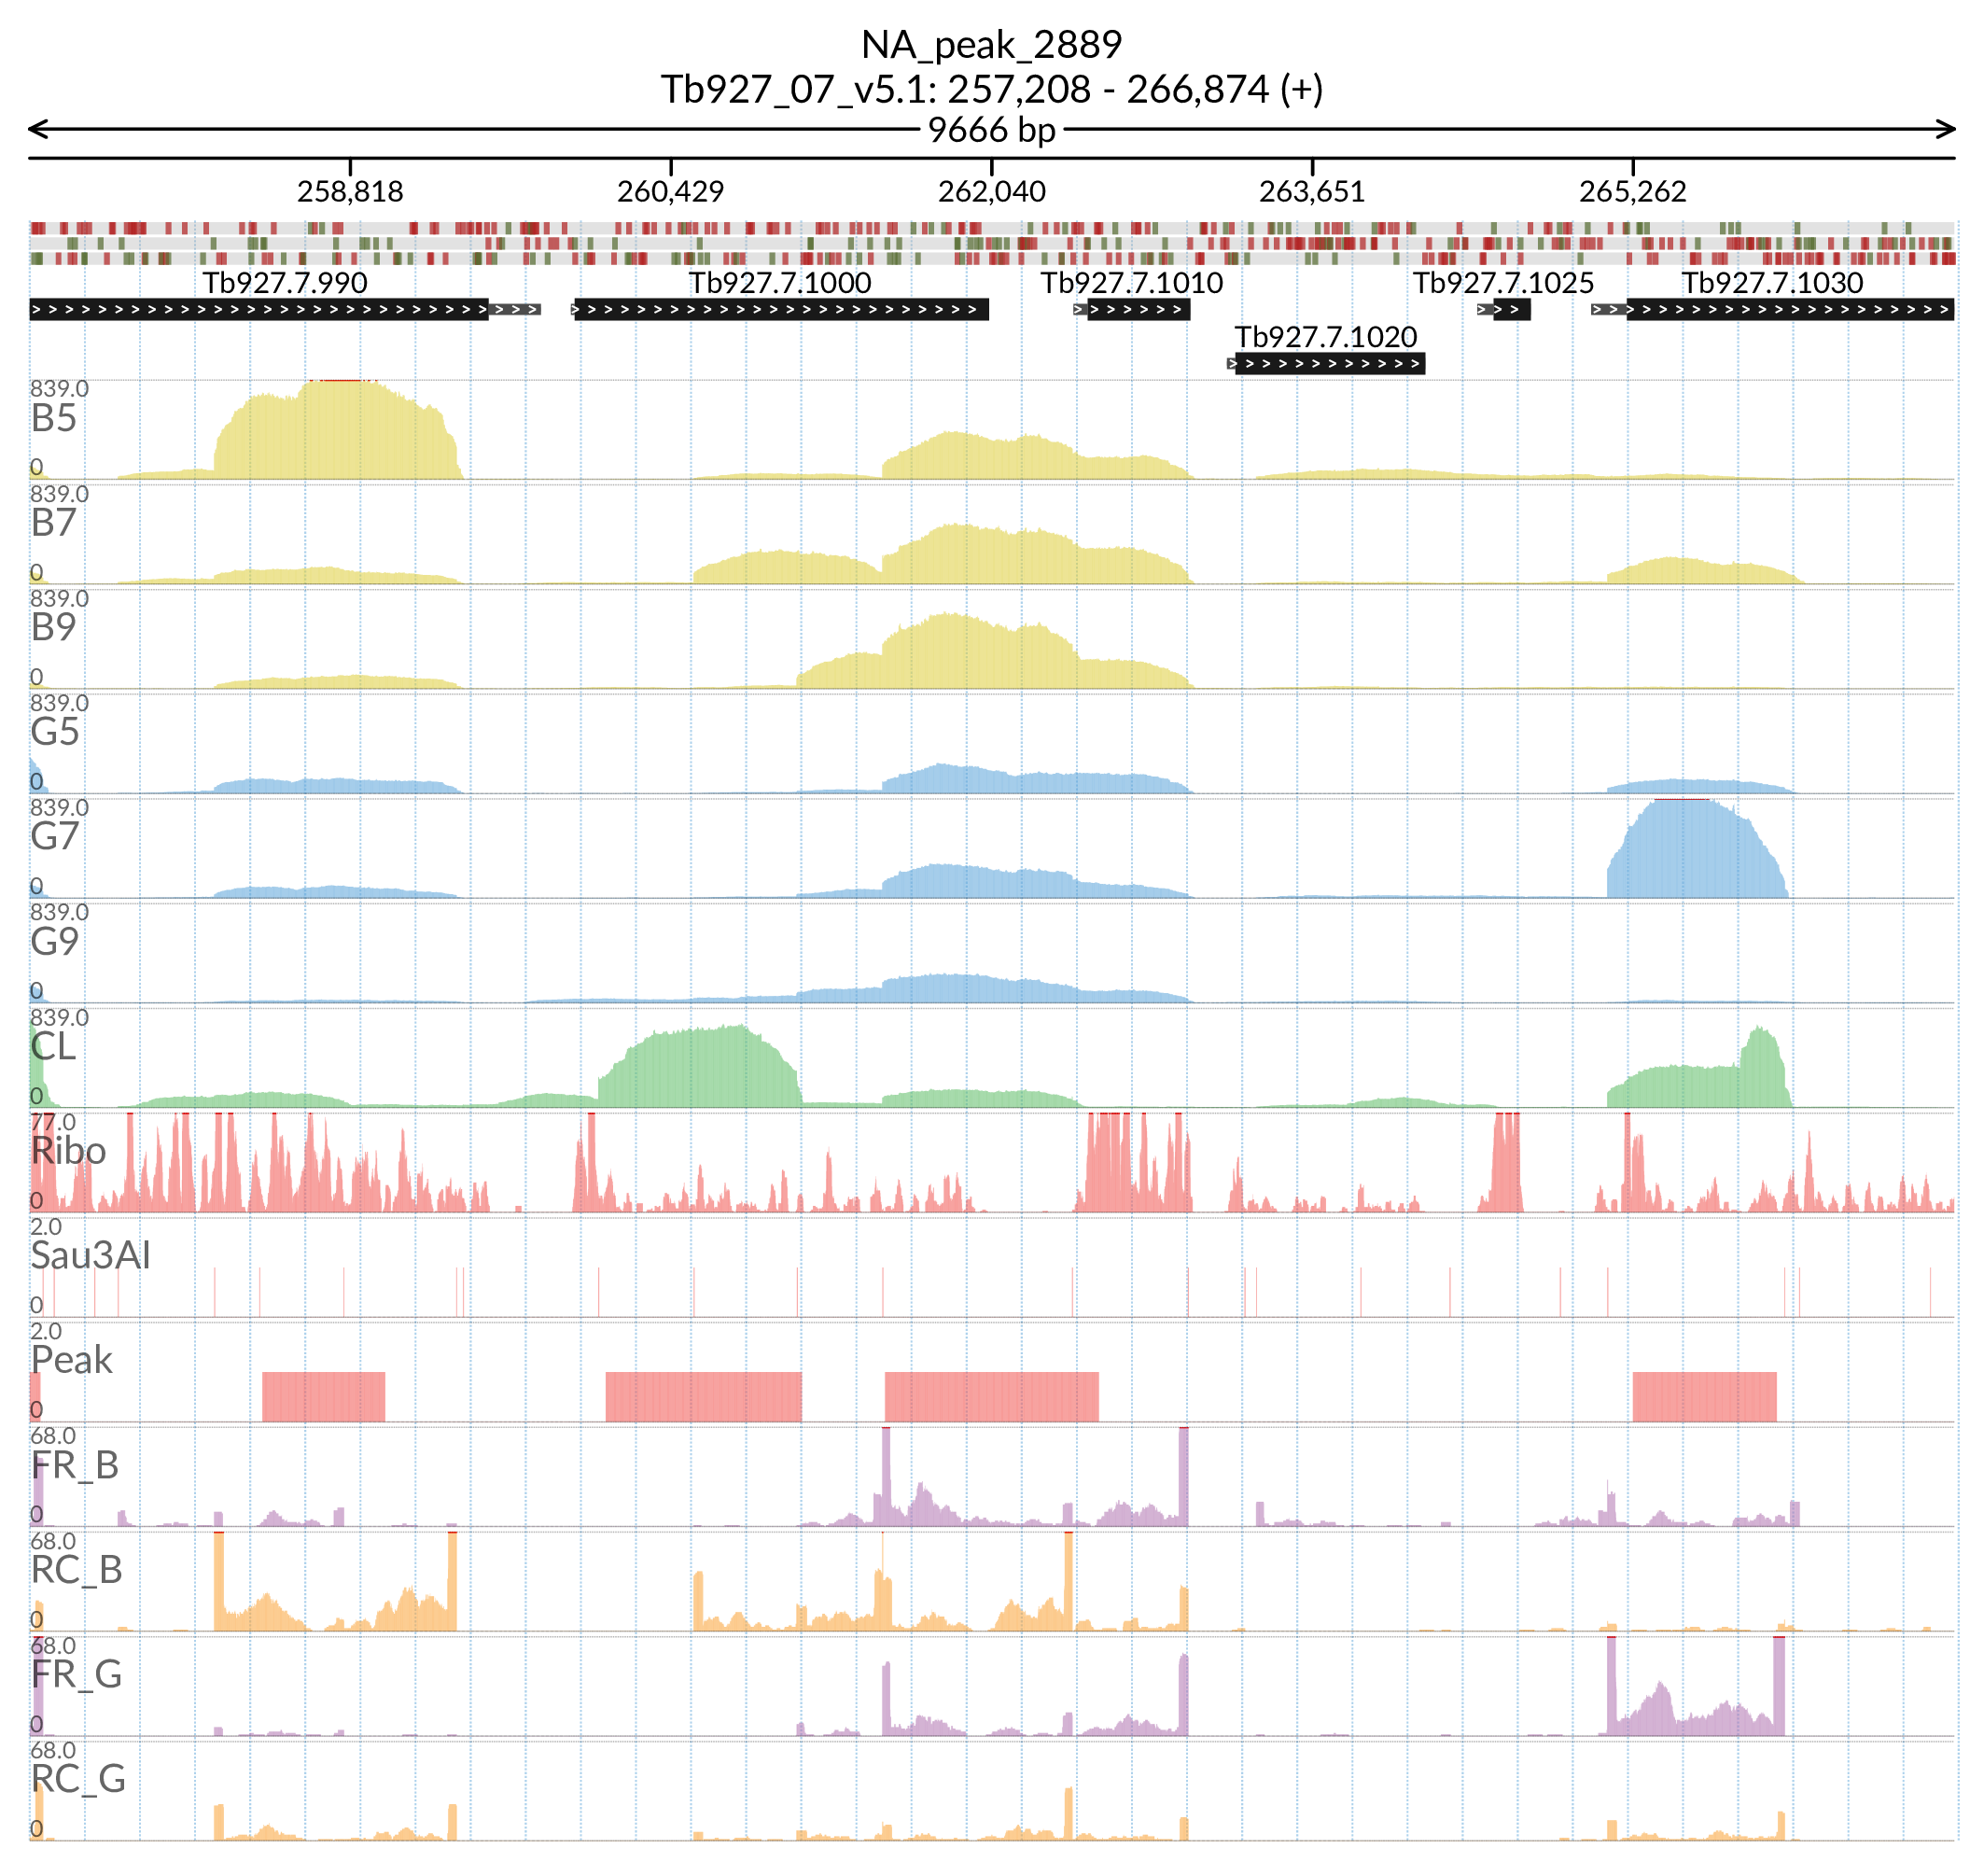 NA_peak_2889
Tb927_07_v5.1: 257,208 - 266,874 (+)
9666 bp
258,818 260,429 262,040 263,651 265,262
Tb927.7.990 Tb927.7.1000 Tb927.7.1010 Tb927.7.1025 Tb927.7.1030
Tb927.7.1020
839.0
B5
0
839.0
B7
0
839.0
B9
0
839.0
G5
0
839.0
G7
0
839.0
G9
0
839.0
CL
0
77.0
Ribo
0
2.0
Sau3AI
0
2.0
Peak
0
68.0
FR_B
0
68.0
RC_B
0
68.0
FR_G
0
68.0
RC_G
0